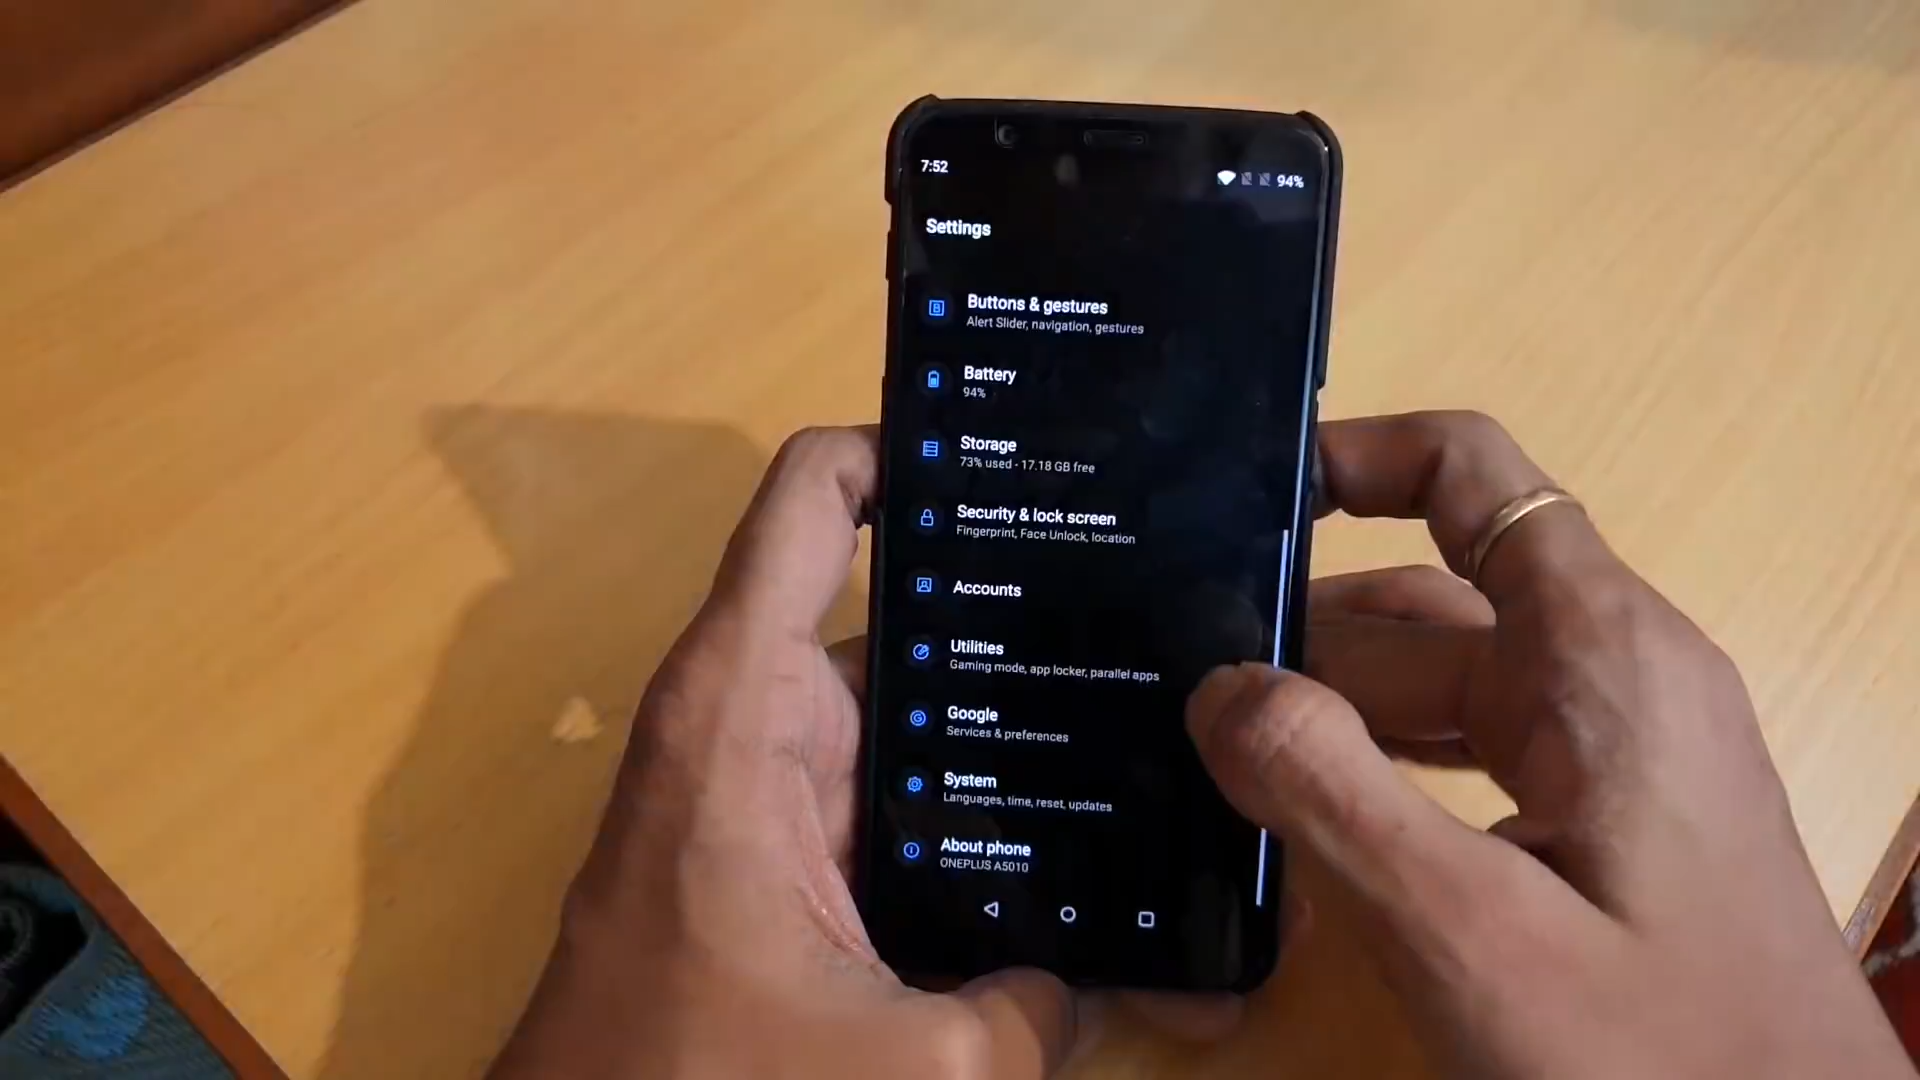 7:52
94%
Settings
Buttons & gestures
Alert Slider, navigation, gestures
Battery
94%
Storage
73% used - 17.18 GB free
Security & lock screen
Fingerprint, Face Unlock, location
Accounts
Utilities
Gaming mode, app locker, parallel apps
Google
Services & preferences
System
Languages, time, reset, updates
About phone
ONEPLUS A5010